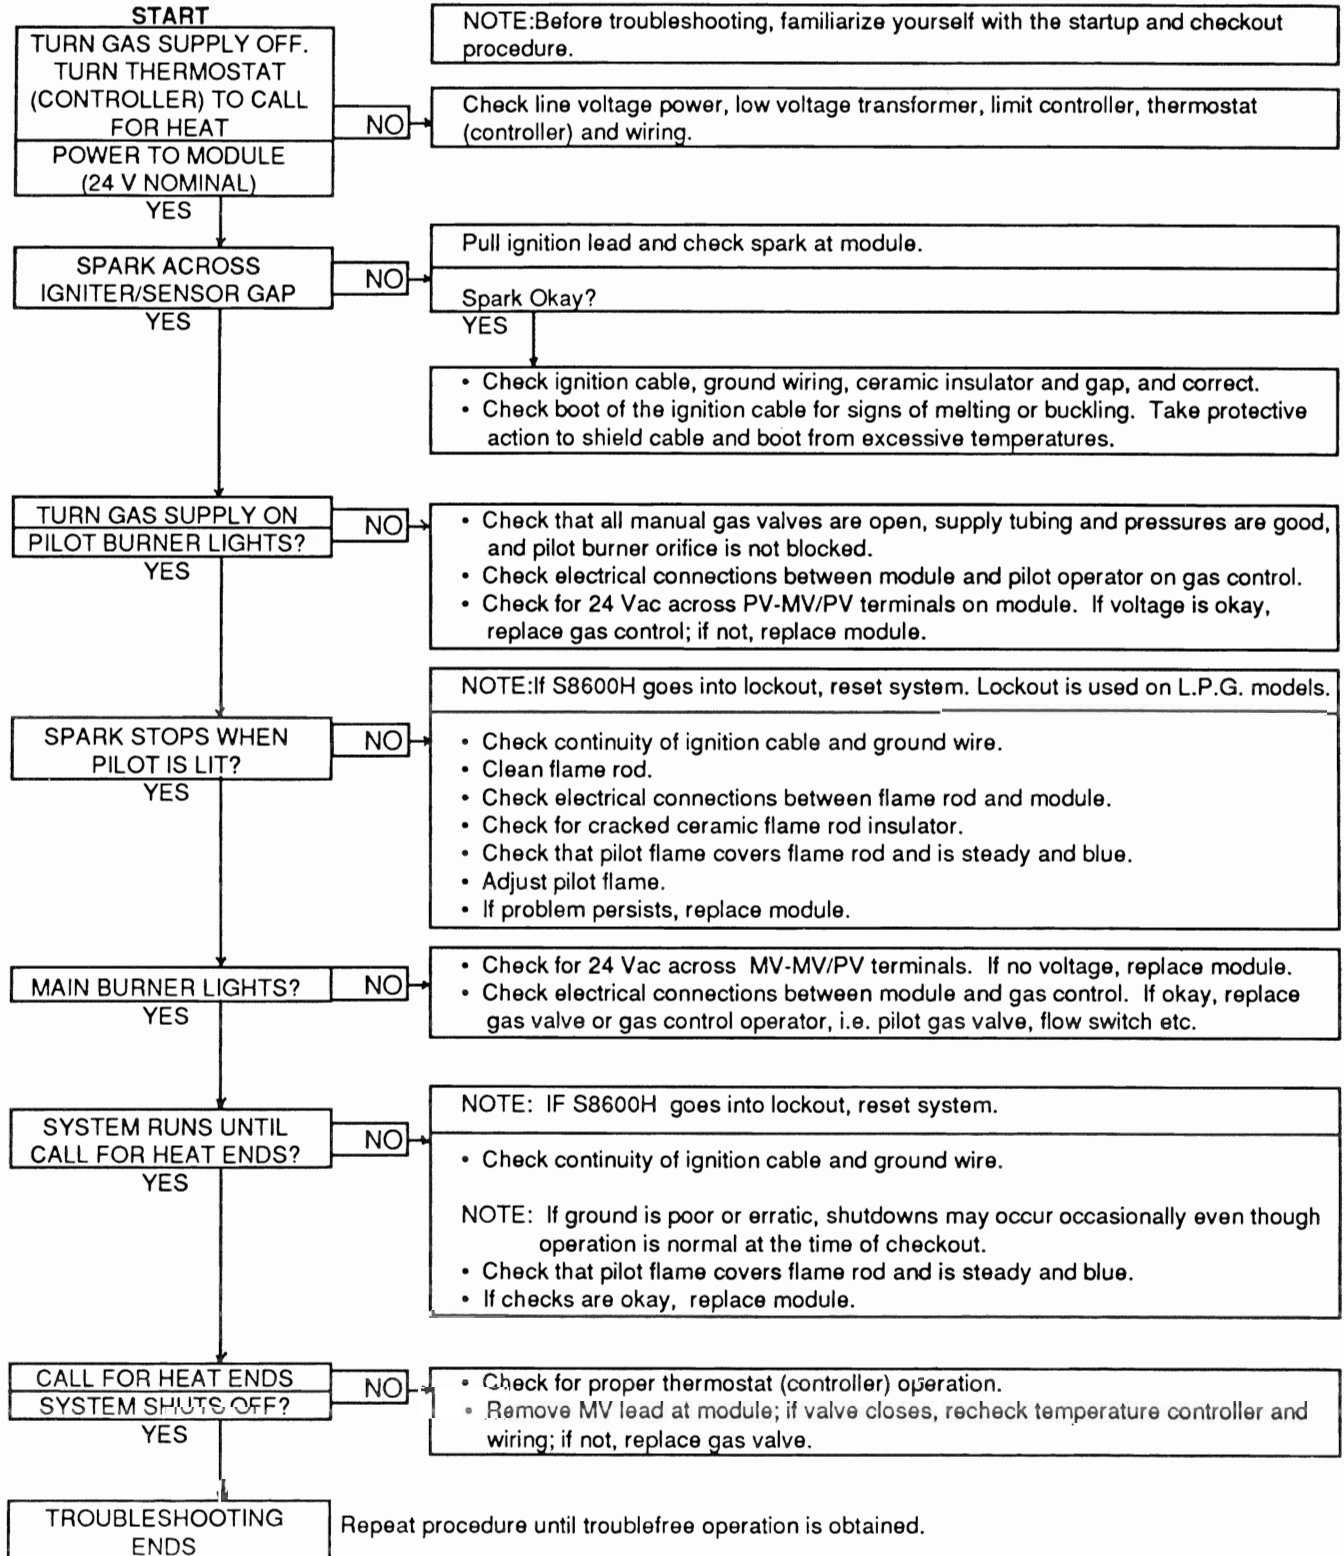 START
TURN GAS SUPPLY OFF.
TURN THERMOSTAT
(CONTROLLER) TO CALL
FOR HEAT
POWER TO MODULE
(24 V NOMINAL)
YES
NOTE:Before troubleshooting, familiarize yourself with the startup and checkout
procedure.
NO
Check line voltage power, low voltage transformer, limit controller, thermostat
(controller) and wiring.
SPARK ACROSS
IGNITER/SENSOR GAP
YES
NO
Pull ignition lead and check spark at module.
Spark Okay?
YES
• Check ignition cable, ground wiring, ceramic insulator and gap, and correct.
• Check boot of the ignition cable for signs of melting or buckling. Take protective
action to shield cable and boot from excessive temperatures.
TURN GAS SUPPLY ON
PILOT BURNER LIGHTS?
YES
NO
• Check that all manual gas valves are open, supply tubing and pressures are good,
and pilot burner orifice is not blocked.
• Check electrical connections between module and pilot operator on gas control.
• Check for 24 Vac across PV-MV/PV terminals on module. If voltage is okay,
replace gas control; if not, replace module.
SPARK STOPS WHEN
PILOT IS LIT?
YES
NO
NOTE:If S8600H goes into lockout, reset system. Lockout is used on L.P.G. models.
• Check continuity of ignition cable and ground wire.
• Clean flame rod.
• Check electrical connections between flame rod and module.
• Check for cracked ceramic flame rod insulator.
• Check that pilot flame covers flame rod and is steady and blue.
• Adjust pilot flame.
• If problem persists, replace module.
MAIN BURNER LIGHTS?
YES
NO
• Check for 24 Vac across MV-MV/PV terminals. If no voltage, replace module.
• Check electrical connections between module and gas control. If okay, replace
gas valve or gas control operator, i.e. pilot gas valve, flow switch etc.
SYSTEM RUNS UNTIL
CALL FOR HEAT ENDS?
YES
NO
NOTE: IF S8600H goes into lockout, reset system.
• Check continuity of ignition cable and ground wire.
NOTE: If ground is poor or erratic, shutdowns may occur occasionally even though
operation is normal at the time of checkout.
• Check that pilot flame covers flame rod and is steady and blue.
• If checks are okay, replace module.
CALL FOR HEAT ENDS
SYSTEM SHUTS OFF?
YES
NO
• Check for proper thermostat (controller) operation.
• Remove MV lead at module; if valve closes, recheck temperature controller and
wiring; if not, replace gas valve.
TROUBLESHOOTING
ENDS
Repeat procedure until troublefree operation is obtained.